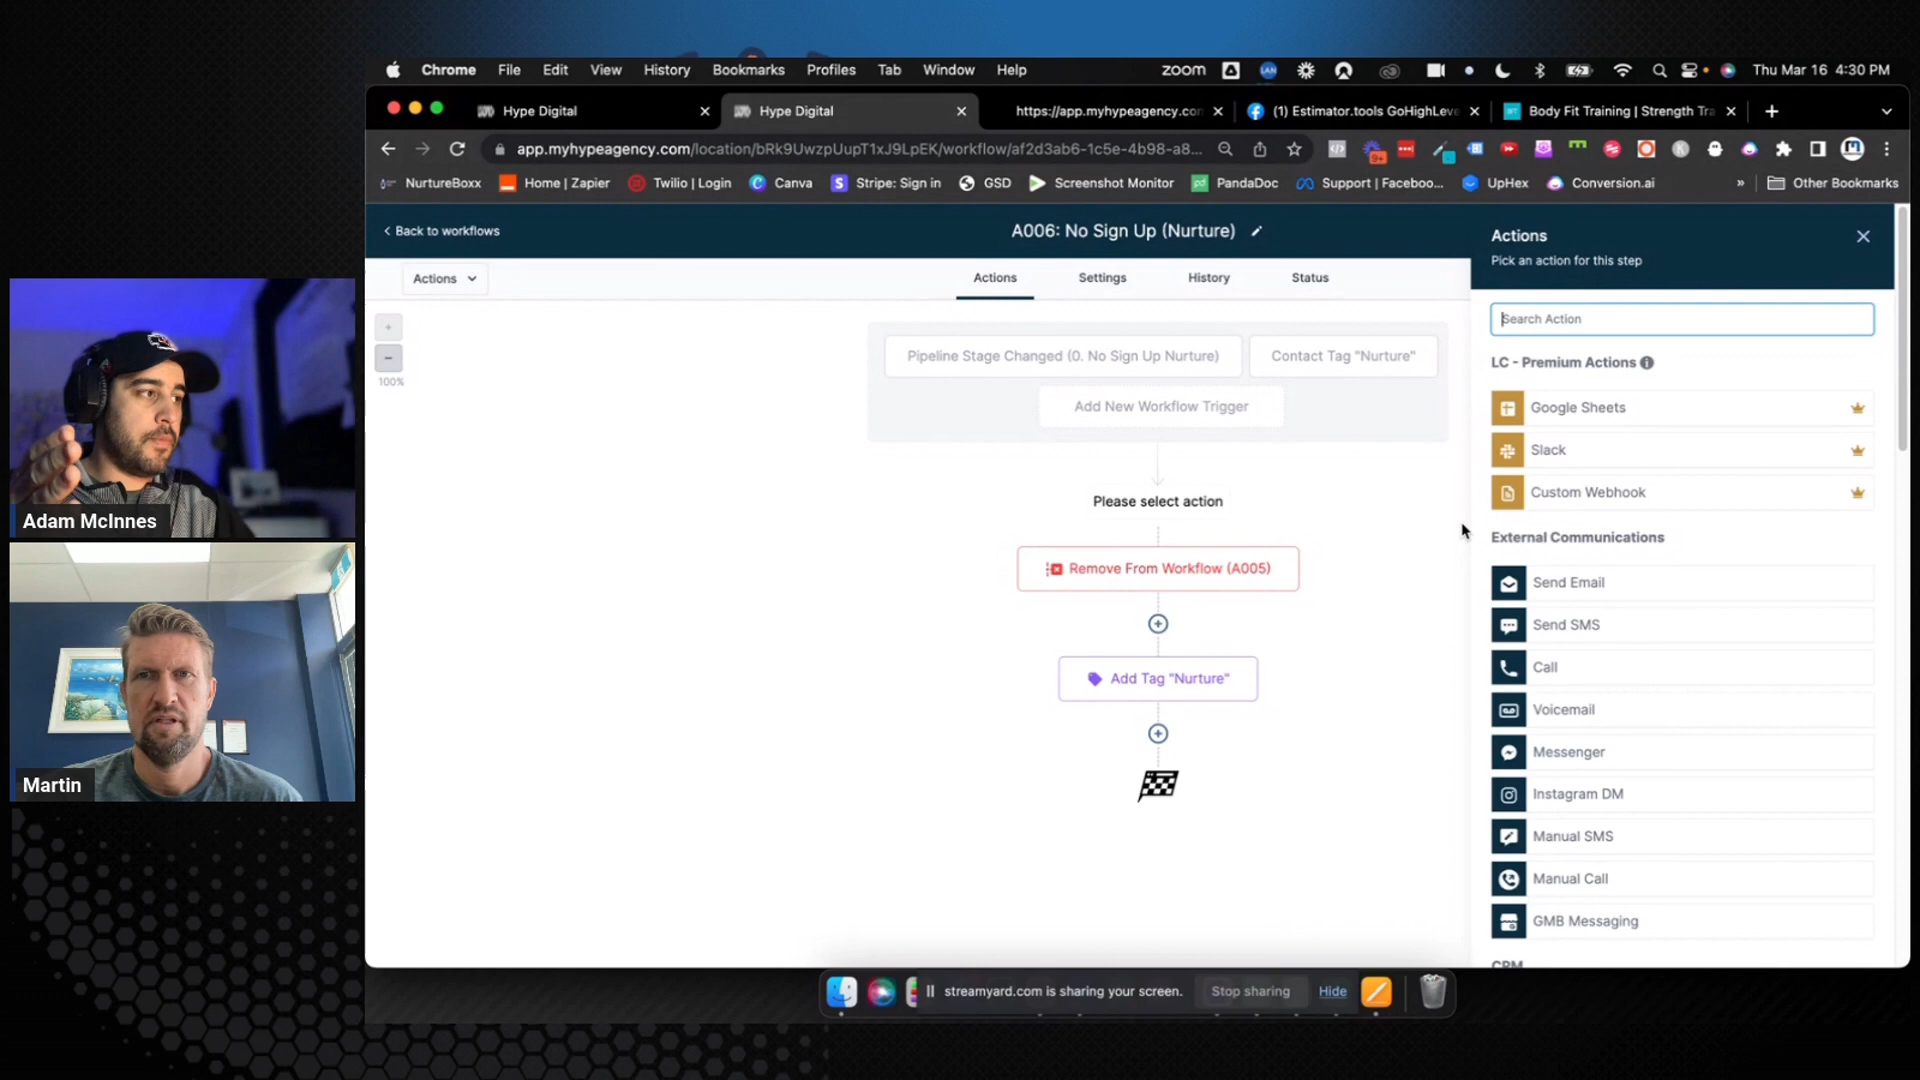 Chrome File Edit View History Bookmarks Profiles Tab Window Help
zoom LAN Thu Mar 16 4:30 PM
Hype Digital
Hype Digital
https://app.myhypeagency.con
(1) Estimator.tools GoHighLeve
Body Fit Training | Strength Tra
app.myhypeagency.com/location/bRk9UwzpUupT1xJ9LpEK/workflow/af2d3ab6-1c5e-4b98-a8...
9+
NurtureBoxx Home | Zapier Twilio | Login Canva Stripe: Sign in GSD Screenshot Monitor PandaDoc Support | Faceboo... UpHex Conversion.ai » Other Bookmarks
Back to workflows
A006: No Sign Up (Nurture)
Actions
Actions Settings History Status
100%
Pipeline Stage Changed (0. No Sign Up Nurture)
Contact Tag "Nurture"
Add New Workflow Trigger
Please select action
Remove From Workflow (A005)
Add Tag "Nurture"
Actions
Pick an action for this step
Search Action
LC - Premium Actions
Google Sheets
Slack
Custom Webhook
External Communications
Send Email
Send SMS
Call
Voicemail
Messenger
Instagram DM
Manual SMS
Manual Call
GMB Messaging
CRM
Adam McInnes
Martin
streamyard.com is sharing your screen.
Stop sharing
Hide